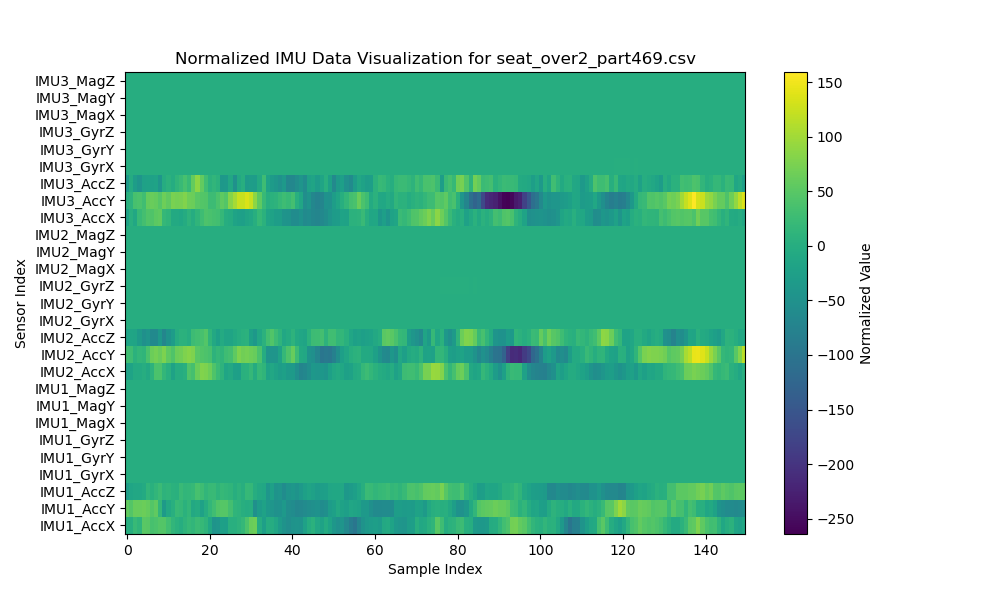 Normalized IMU Data Visualization for seat_over2_part469.csv
IMU3_MagZ
IMU3_MagY
IMU3_MagX
IMU3_GyrZ
IMU3_GyrY
IMU3_GyrX
IMU3_AccZ
IMU3_AccY
IMU3_AccX
IMU2_MagZ
IMU2_MagY
IMU2_MagX
IMU2_GyrZ
IMU2_GyrY
IMU2_GyrX
IMU2_AccZ
IMU2_AccY
IMU2_AccX
IMU1_MagZ
IMU1_MagY
IMU1_MagX
IMU1_GyrZ
IMU1_GyrY
IMU1_GyrX
IMU1_AccZ
IMU1_AccY
IMU1_AccX
Sensor Index
0 20 40 60 80 100 120 140
Sample Index
150
100
50
0
−50
−100
−150
−200
−250
Normalized Value